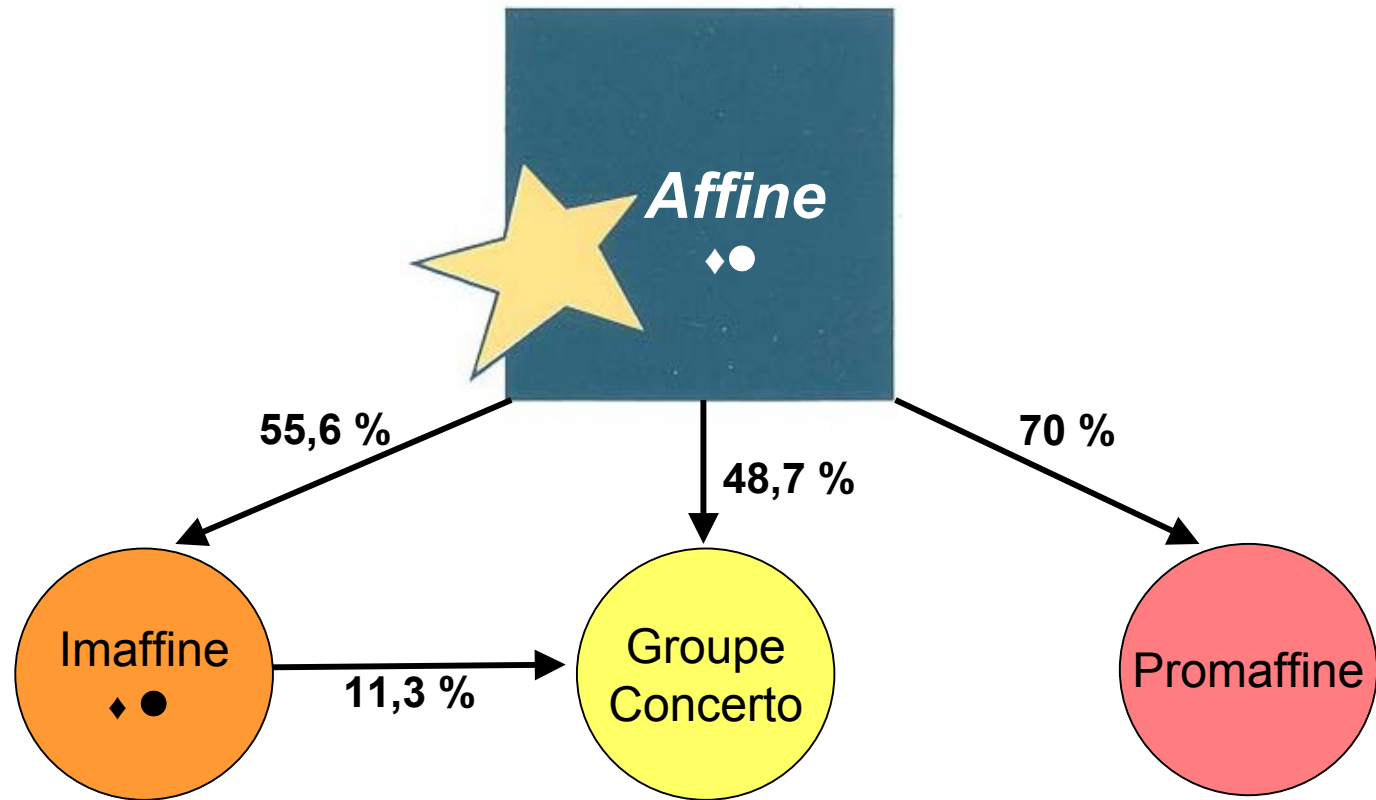 Affine
♦●
55,6 %
48,7 %
70 %
Imaffine
♦ ●
11,3 %
Groupe
Concerto
Promaffine